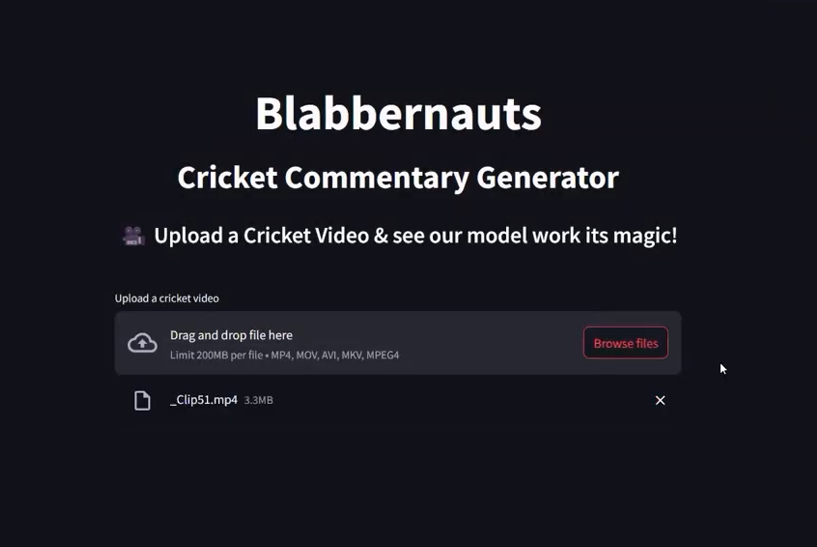 Blabbernauts
Cricket Commentary Generator
🎥 Upload a Cricket Video & see our model work its magic!
Upload a cricket video
Drag and drop file here
Browse files
Limit 200MB per file • MP4, MOV, AVI, MKV, MPEG4
_Clip51.mp4 3.3MB